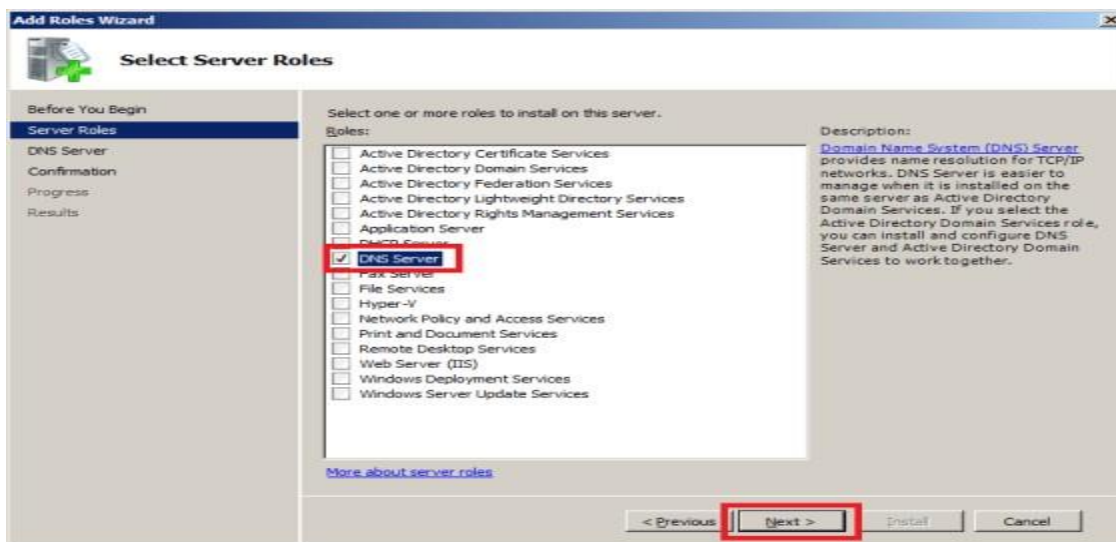 Add Roles Wizard
Select Server Roles
Before You Begin
Server Roles
DNS Server
Confirmation
Progress
Results
Select one or more roles to install on this server.
Roles:
Active Directory Certificate Services
Active Directory Domain Services
Active Directory Federation Services
Active Directory Lightweight Directory Services
Active Directory Rights Management Services
Application Server
DHCP Server
DNS Server
Fax Server
File Services
Hyper-V
Network Policy and Access Services
Print and Document Services
Remote Desktop Services
Web Server (IIS)
Windows Deployment Services
Windows Server Update Services
More about server roles
Description:
Domain Name System (DNS) Server
provides name resolution for TCP/IP
networks. DNS Server is easier to
manage when it is installed on the
same server as Active Directory
Domain Services. If you select the
Active Directory Domain Services role,
you can install and configure DNS
Server and Active Directory Domain
Services to work together.
< Previous
Next >
Install
Cancel